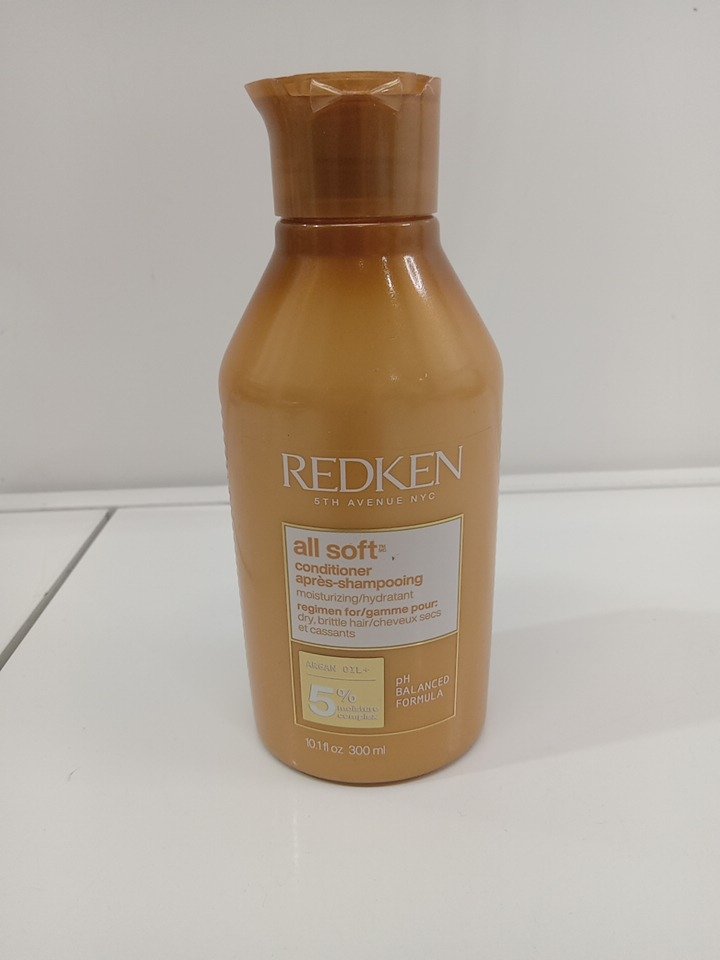 REDKEN
5TH AVENUE NYC
all soft™
conditioner
après-shampooing
moisturizing/hydratant
regimen for/gamme pour:
dry, brittle hair/cheveux secs
et cassants
ARGAN OIL+
5%
moisture
complex
pH
BALANCED
FORMULA
10.1 fl oz 300 ml